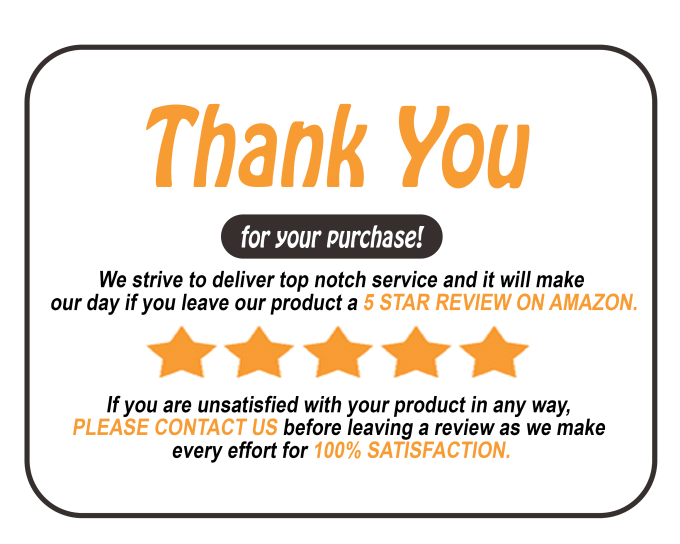 Thank You
for your purchase!
We strive to deliver top notch service and it will make
our day if you leave our product a 5 STAR REVIEW ON AMAZON.
If you are unsatisfied with your product in any way,
PLEASE CONTACT US before leaving a review as we make
every effort for 100% SATISFACTION.